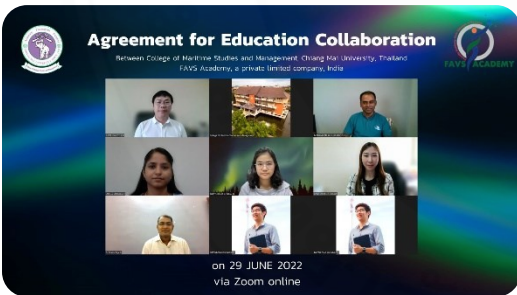 Agreement for Education Collaboration
Between College of Maritime Studies and Management, Chiang Mai University, Thailand
FAVS Academy, a private limited company, India
FAVS ACADEMY
on 29 JUNE 2022
via Zoom online